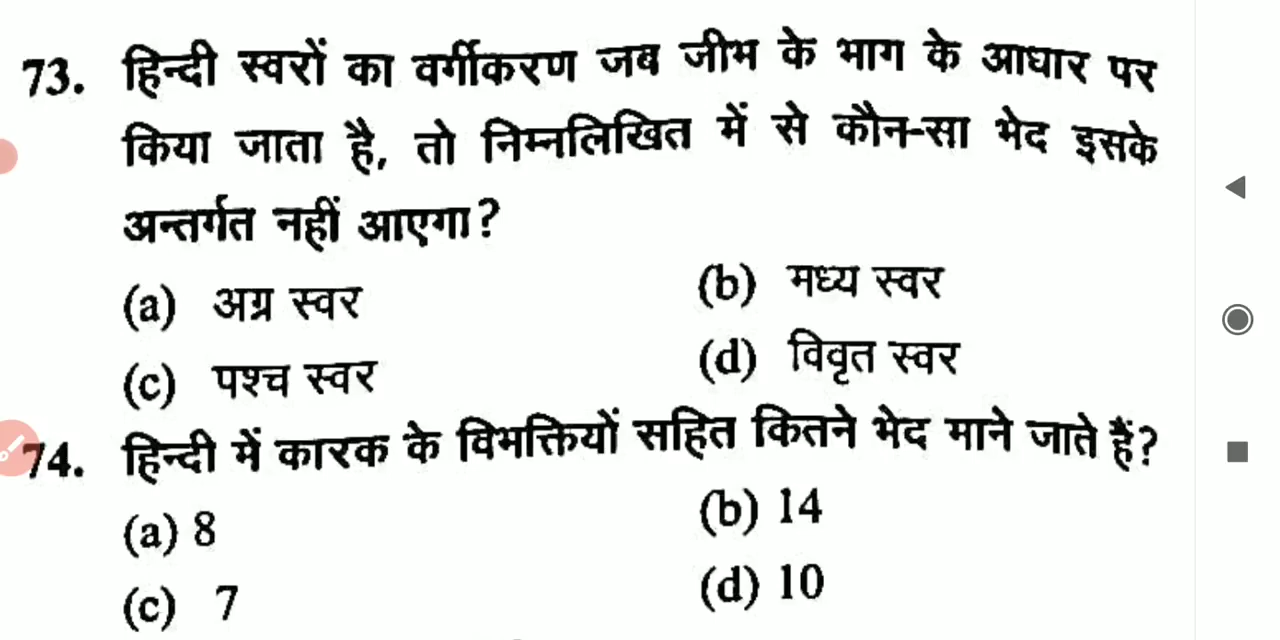 73. हिन्दी स्वरों का वर्गीकरण जब जीभ के भाग के आधार पर
किया जाता है, तो निम्नलिखित में से कौन-सा भेद इसके
अन्तर्गत नहीं आएगा?
(a) अग्र स्वर (b) मध्य स्वर
(c) पश्च स्वर (d) विवृत स्वर
74. हिन्दी में कारक के विभक्तियों सहित कितने भेद माने जाते हैं?
(a) 8 (b) 14
(c) 7 (d) 10